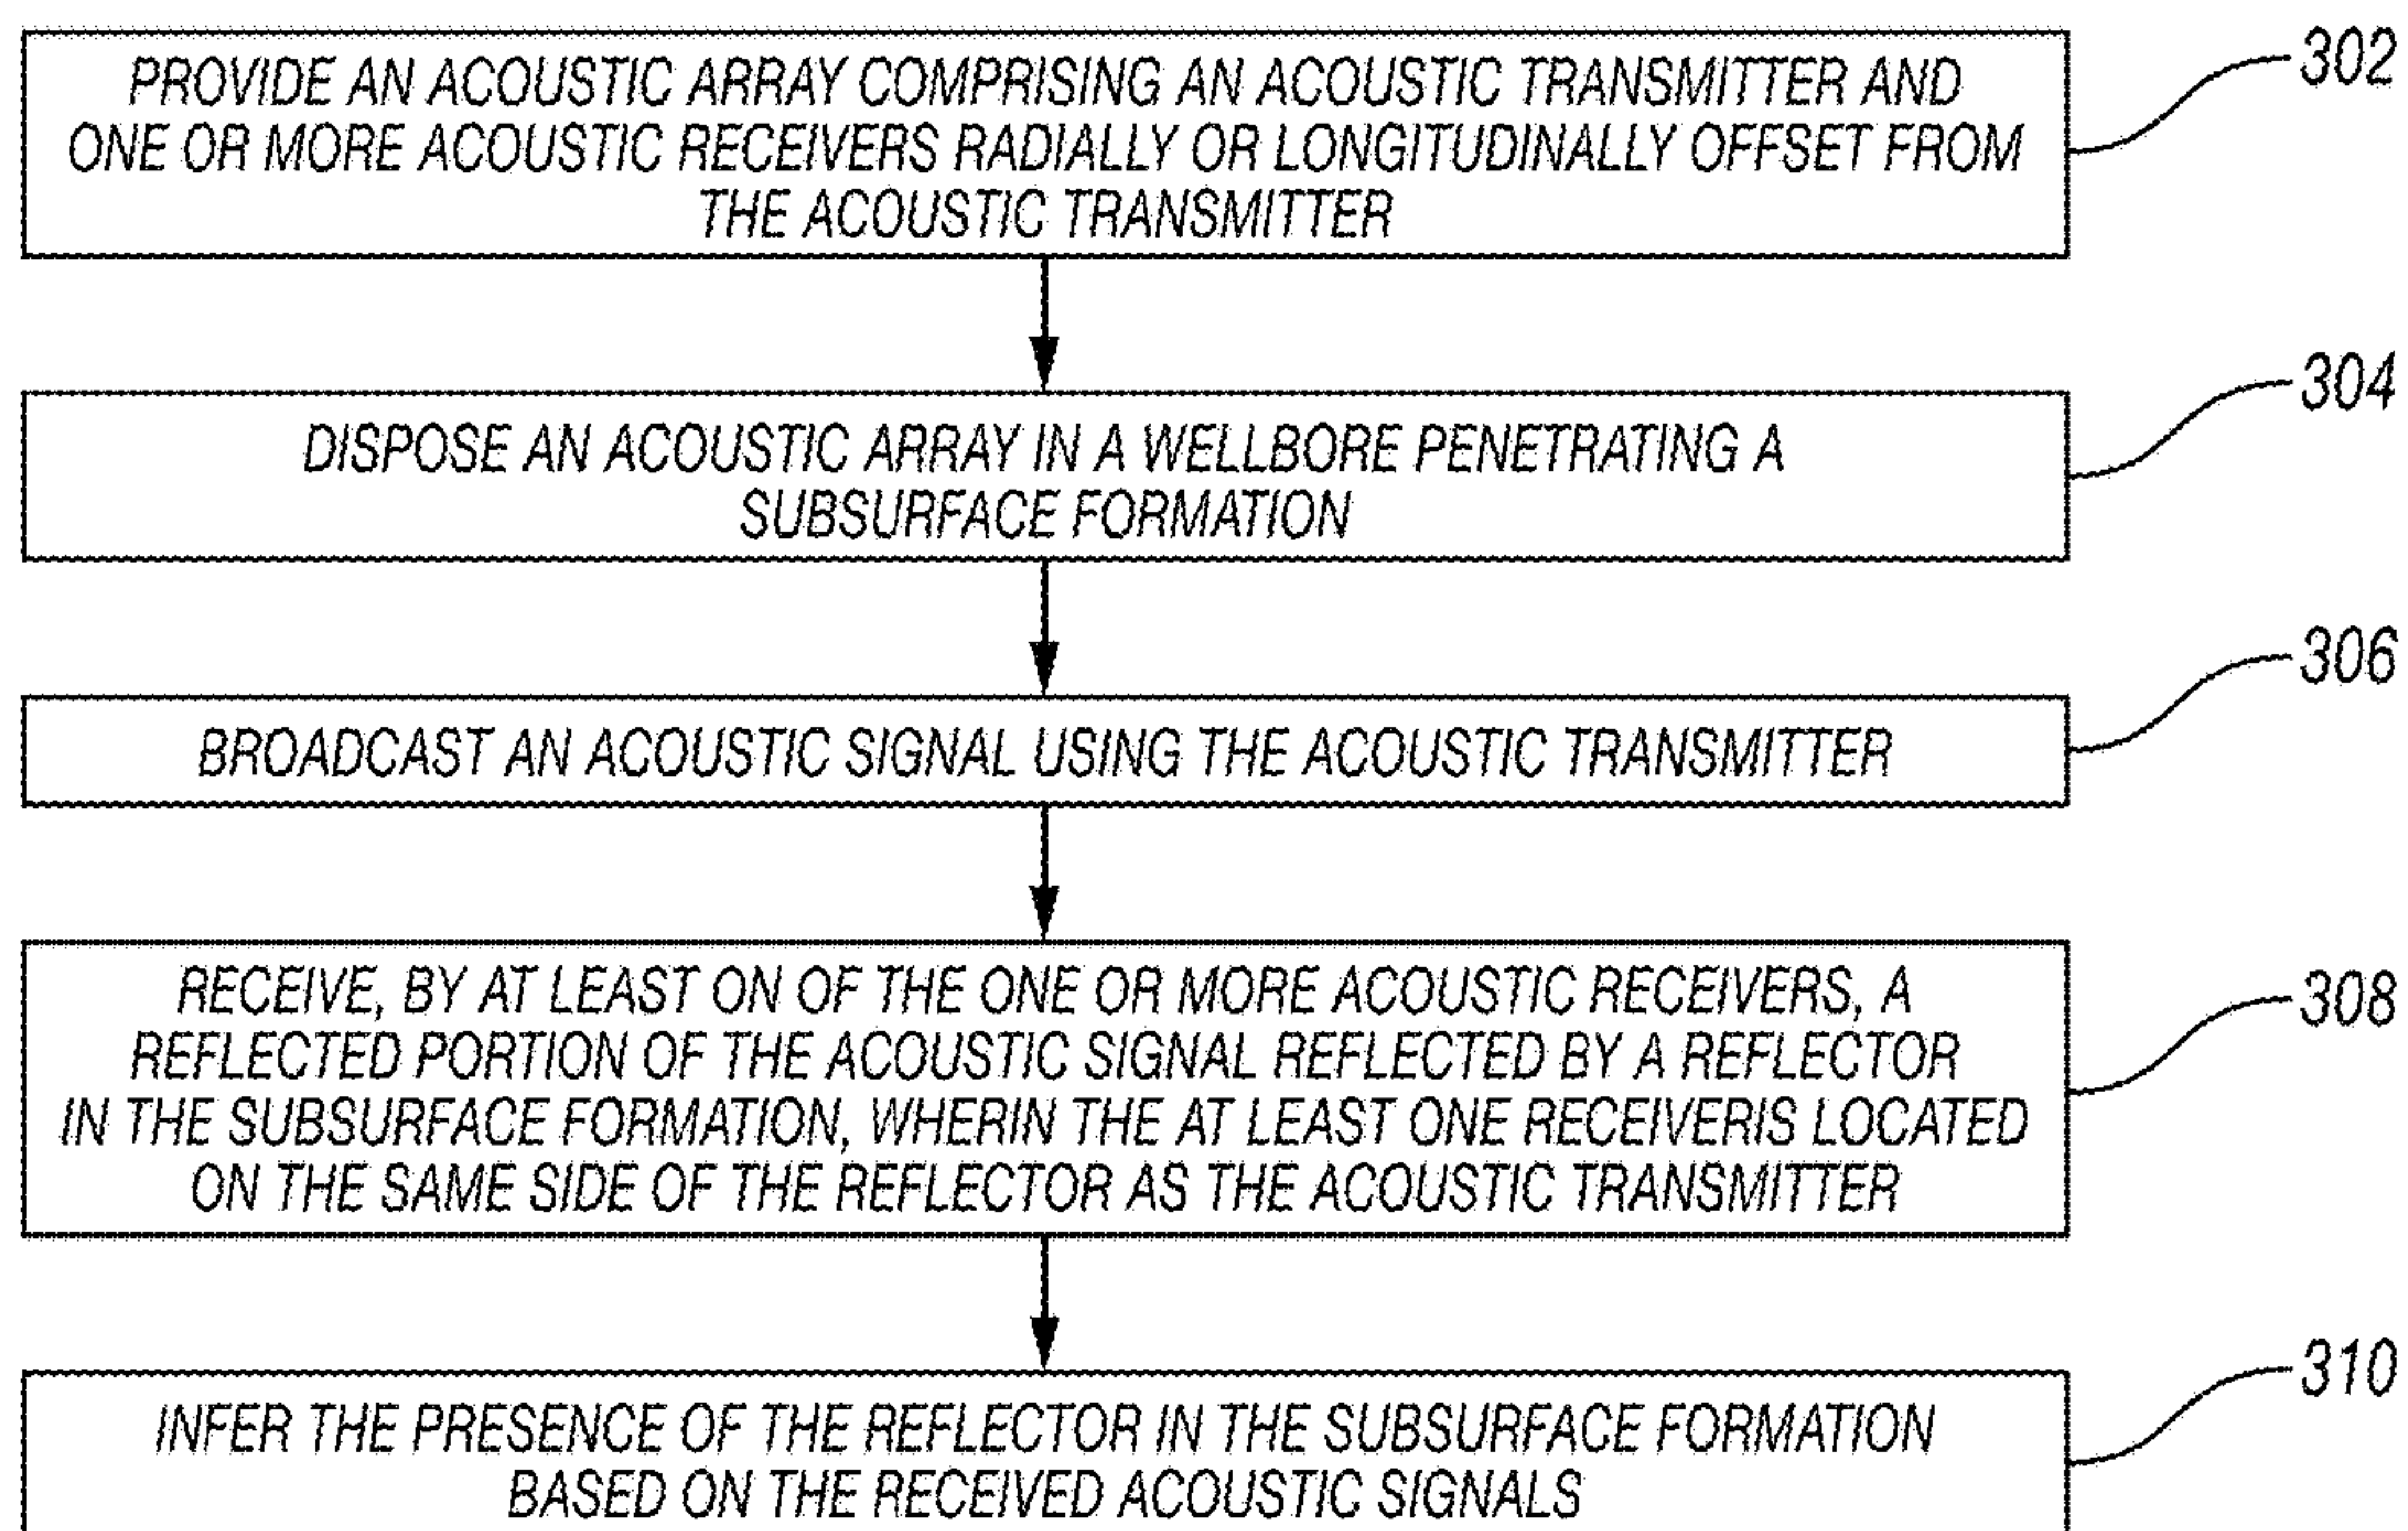 PROVIDE AN ACOUSTIC ARRAY COMPRISING AN ACOUSTIC TRANSMITTER AND
ONE OR MORE ACOUSTIC RECEIVERS RADIALLY OR LONGITUDINALLY OFFSET FROM
THE ACOUSTIC TRANSMITTER
302
DISPOSE AN ACOUSTIC ARRAY IN A WELLBORE PENETRATING A
SUBSURFACE FORMATION
304
BROADCAST AN ACOUSTIC SIGNAL USING THE ACOUSTIC TRANSMITTER
306
RECEIVE, BY AT LEAST ON OF THE ONE OR MORE ACOUSTIC RECEIVERS, A
REFLECTED PORTION OF THE ACOUSTIC SIGNAL REFLECTED BY A REFLECTOR
IN THE SUBSURFACE FORMATION, WHERIN THE AT LEAST ONE RECEIVERIS LOCATED
ON THE SAME SIDE OF THE REFLECTOR AS THE ACOUSTIC TRANSMITTER
308
INFER THE PRESENCE OF THE REFLECTOR IN THE SUBSURFACE FORMATION
BASED ON THE RECEIVED ACOUSTIC SIGNALS
310